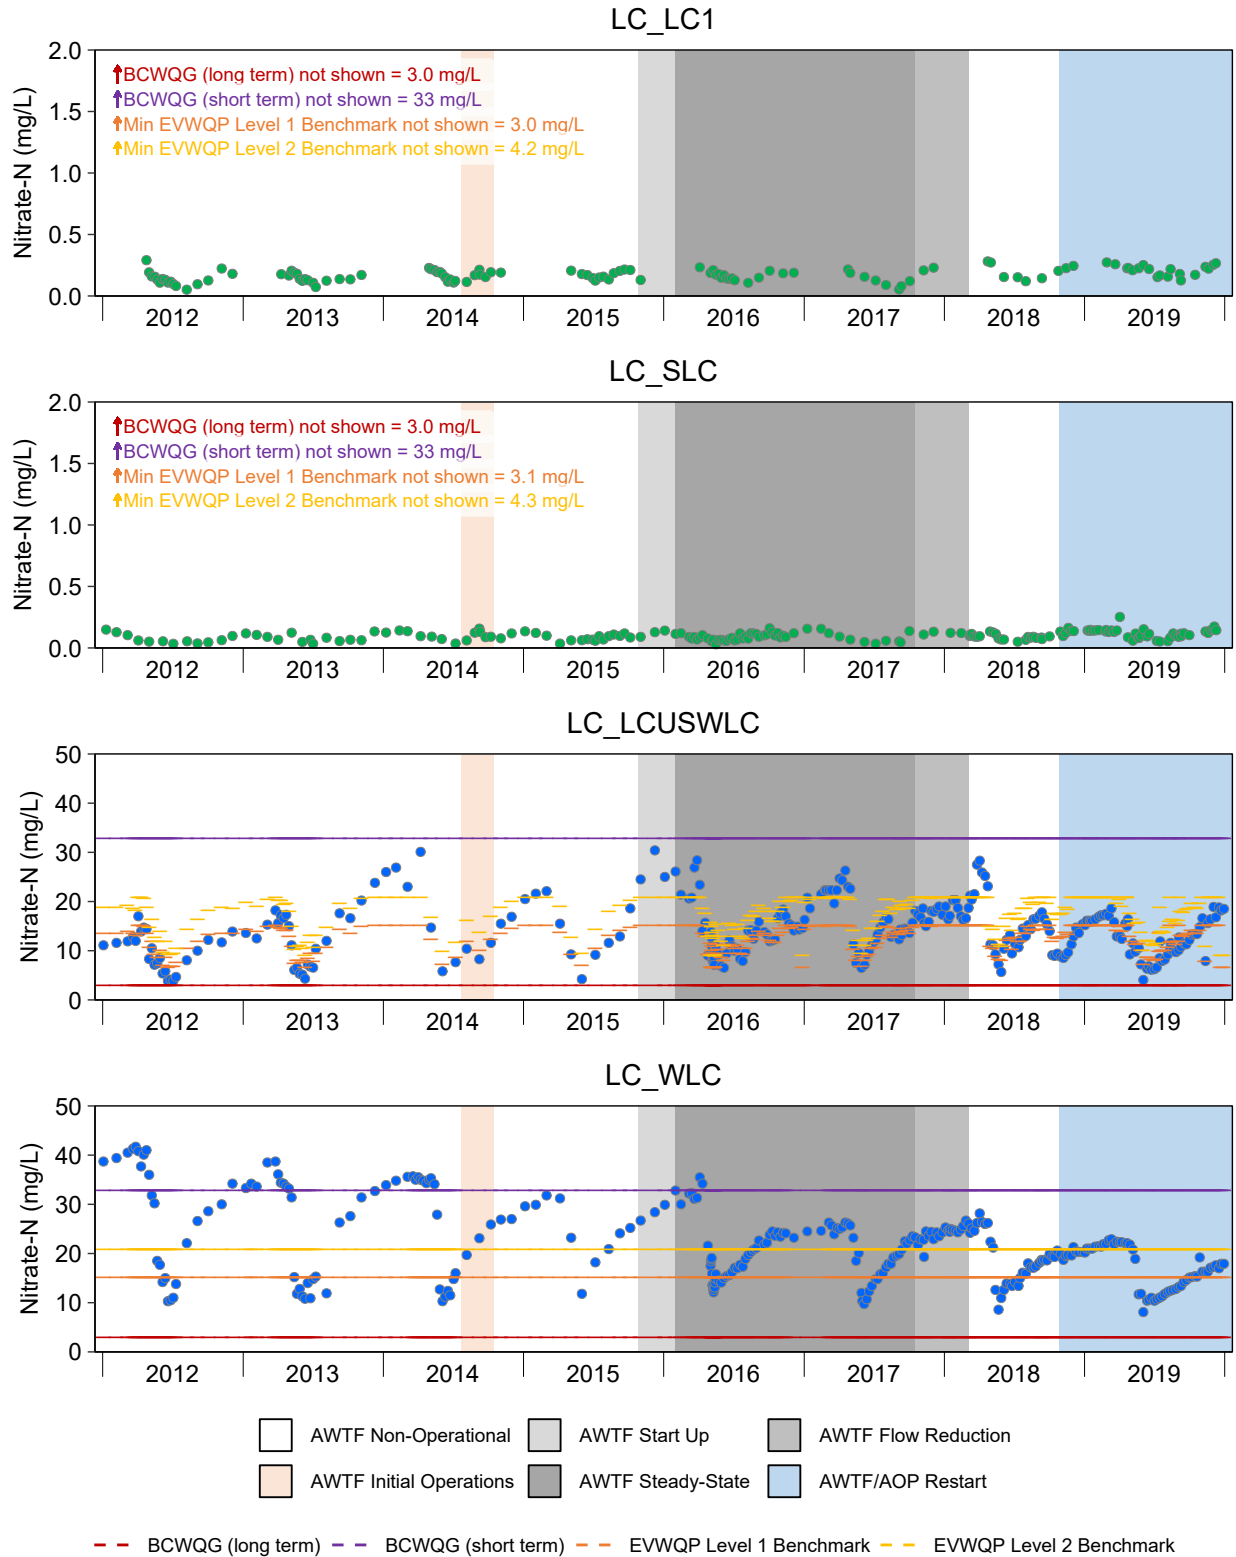 LC_LC1
Nitrate-N (mg/L)
2.0
1.5
1.0
0.5
0.0
BCWQG (long term) not shown = 3.0 mg/L
BCWQG (short term) not shown = 33 mg/L
Min EVWQP Level 1 Benchmark not shown = 3.0 mg/L
Min EVWQP Level 2 Benchmark not shown = 4.2 mg/L
2012 2013 2014 2015 2016 2017 2018 2019
LC_SLC
Nitrate-N (mg/L)
2.0
1.5
1.0
0.5
0.0
BCWQG (long term) not shown = 3.0 mg/L
BCWQG (short term) not shown = 33 mg/L
Min EVWQP Level 1 Benchmark not shown = 3.1 mg/L
Min EVWQP Level 2 Benchmark not shown = 4.3 mg/L
2012 2013 2014 2015 2016 2017 2018 2019
LC_LCUSWLC
Nitrate-N (mg/L)
50
40
30
20
10
0
2012 2013 2014 2015 2016 2017 2018 2019
LC_WLC
Nitrate-N (mg/L)
50
40
30
20
10
0
2012 2013 2014 2015 2016 2017 2018 2019
AWTF Non-Operational AWTF Start Up AWTF Flow Reduction
AWTF Initial Operations AWTF Steady-State AWTF/AOP Restart
BCWQG (long term) BCWQG (short term) EVWQP Level 1 Benchmark EVWQP Level 2 Benchmark